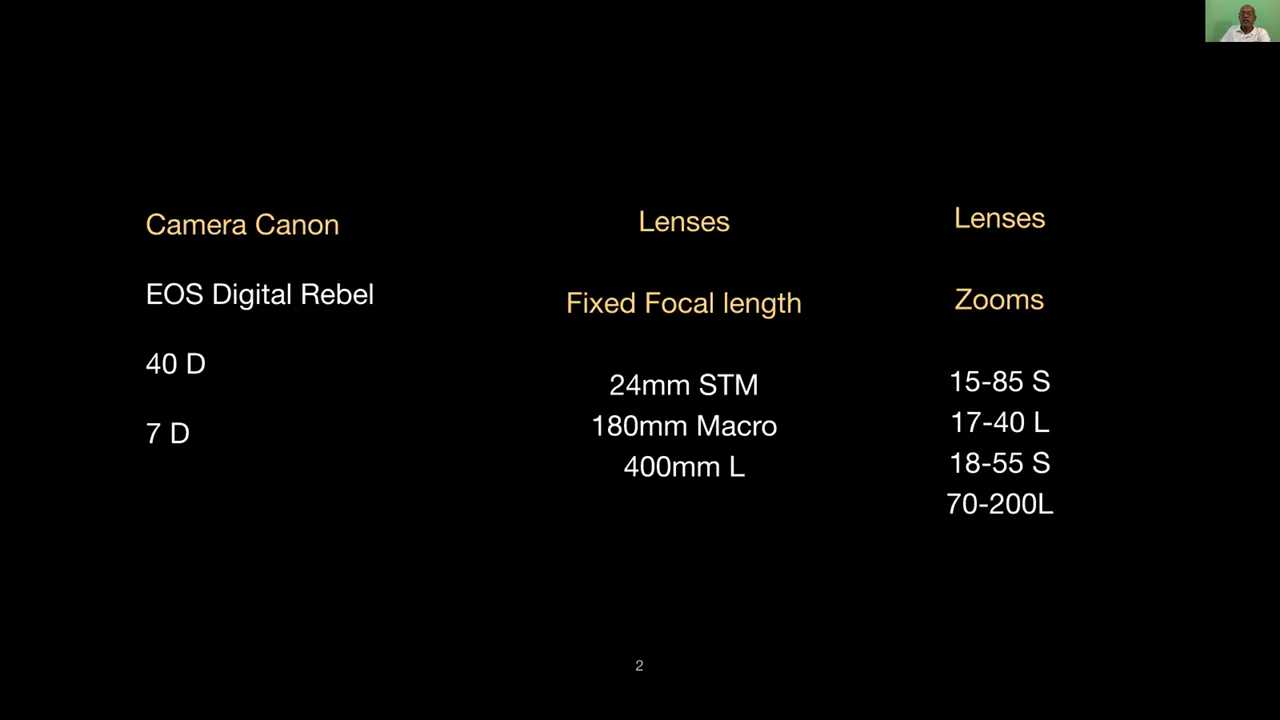 Camera Canon
EOS Digital Rebel
40 D
7 D
Lenses
Fixed Focal length
24mm STM
180mm Macro
400mm L
Lenses
Zooms
15-85 S
17-40 L
18-55 S
70-200L
2